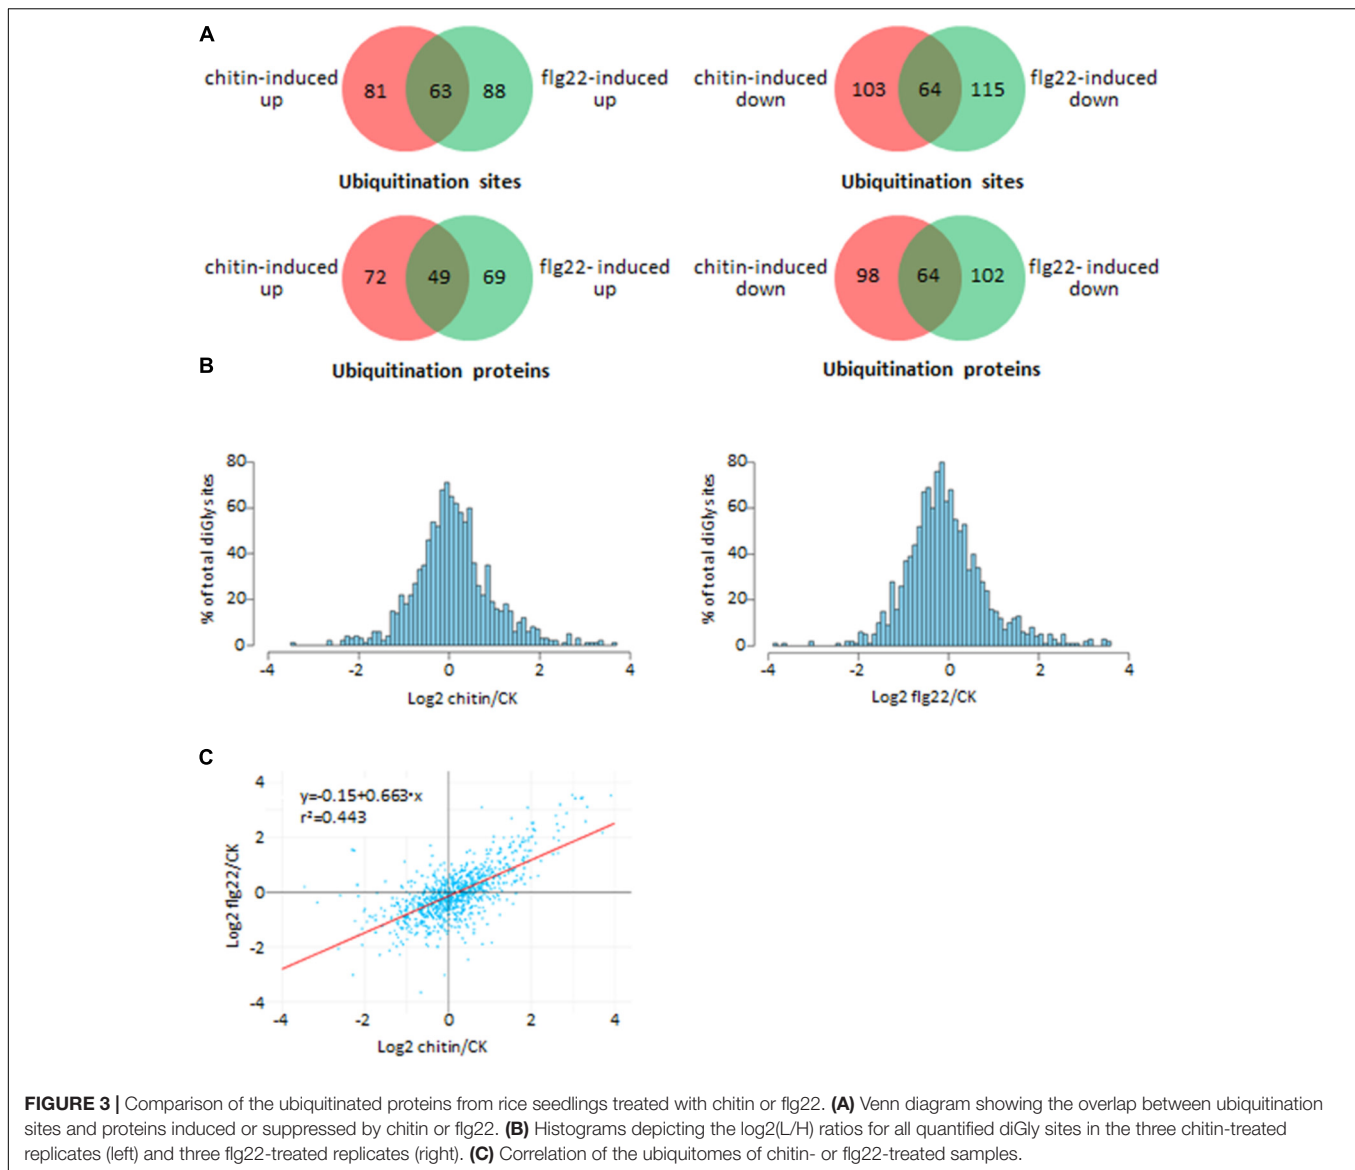 A
chitin-induced up
81
63
88
flg22-induced up
Ubiquitination sites
chitin-induced down
103
64
115
flg22-induced down
Ubiquitination sites
chitin-induced up
72
49
69
flg22- induced up
Ubiquitination proteins
chitin-induced down
98
64
102
flg22- induced down
Ubiquitination proteins
B
% of total diGly sites
80
60
40
20
0
-4 -2 0 2 4
Log2 chitin/CK
% of total diGly sites
80
60
40
20
0
-4 -2 0 2 4
Log2 flg22/CK
C
y=-0.15+0.663•x
r²=0.443
Log2 flg22/CK
4
2
0
-2
-4
-4 -2 0 2 4
Log2 chitin/CK
FIGURE 3 | Comparison of the ubiquitinated proteins from rice seedlings treated with chitin or flg22. (A) Venn diagram showing the overlap between ubiquitination
sites and proteins induced or suppressed by chitin or flg22. (B) Histograms depicting the log2(L/H) ratios for all quantified diGly sites in the three chitin-treated
replicates (left) and three flg22-treated replicates (right). (C) Correlation of the ubiquitomes of chitin- or flg22-treated samples.